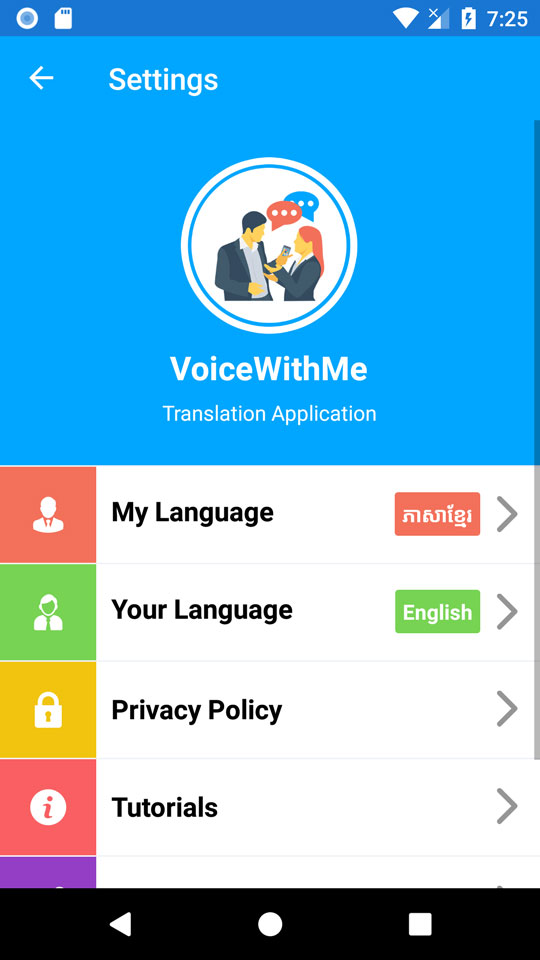 7:25
Settings
VoiceWithMe
Translation Application
My Language
ភាសាខ្មែរ
Your Language
English
Privacy Policy
Tutorials